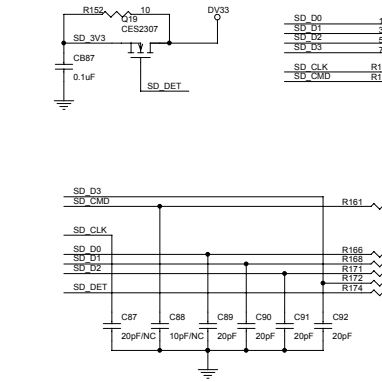 R152 10 DV33
Q19
CES2307
SD_3V3
CB87
0.1uF
SD_DET
SD_D0
SD_D1
SD_D2
SD_D3
SD_CLK R1
SD_CMD R1
SD_D3
SD_CMD R161
SD_CLK
SD_D0 R166
SD_D1 R168
SD_D2 R171
R172
SD_DET R174
C87 C88 C89 C90 C91 C92
20pF/NC 10pF/NC 20pF 20pF 20pF 20pF